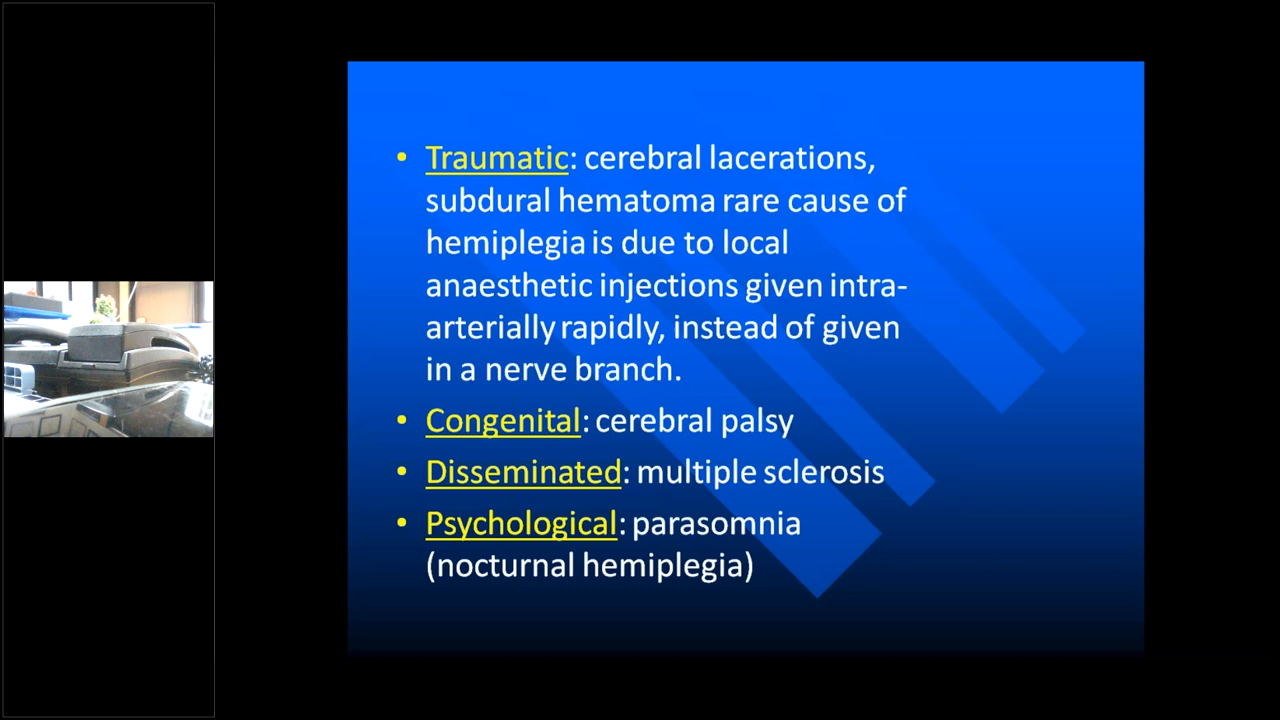 • Traumatic: cerebral lacerations,
subdural hematoma rare cause of
hemiplegia is due to local
anaesthetic injections given intra-
arterially rapidly, instead of given
in a nerve branch.
• Congenital: cerebral palsy
• Disseminated: multiple sclerosis
• Psychological: parasomnia
(nocturnal hemiplegia)